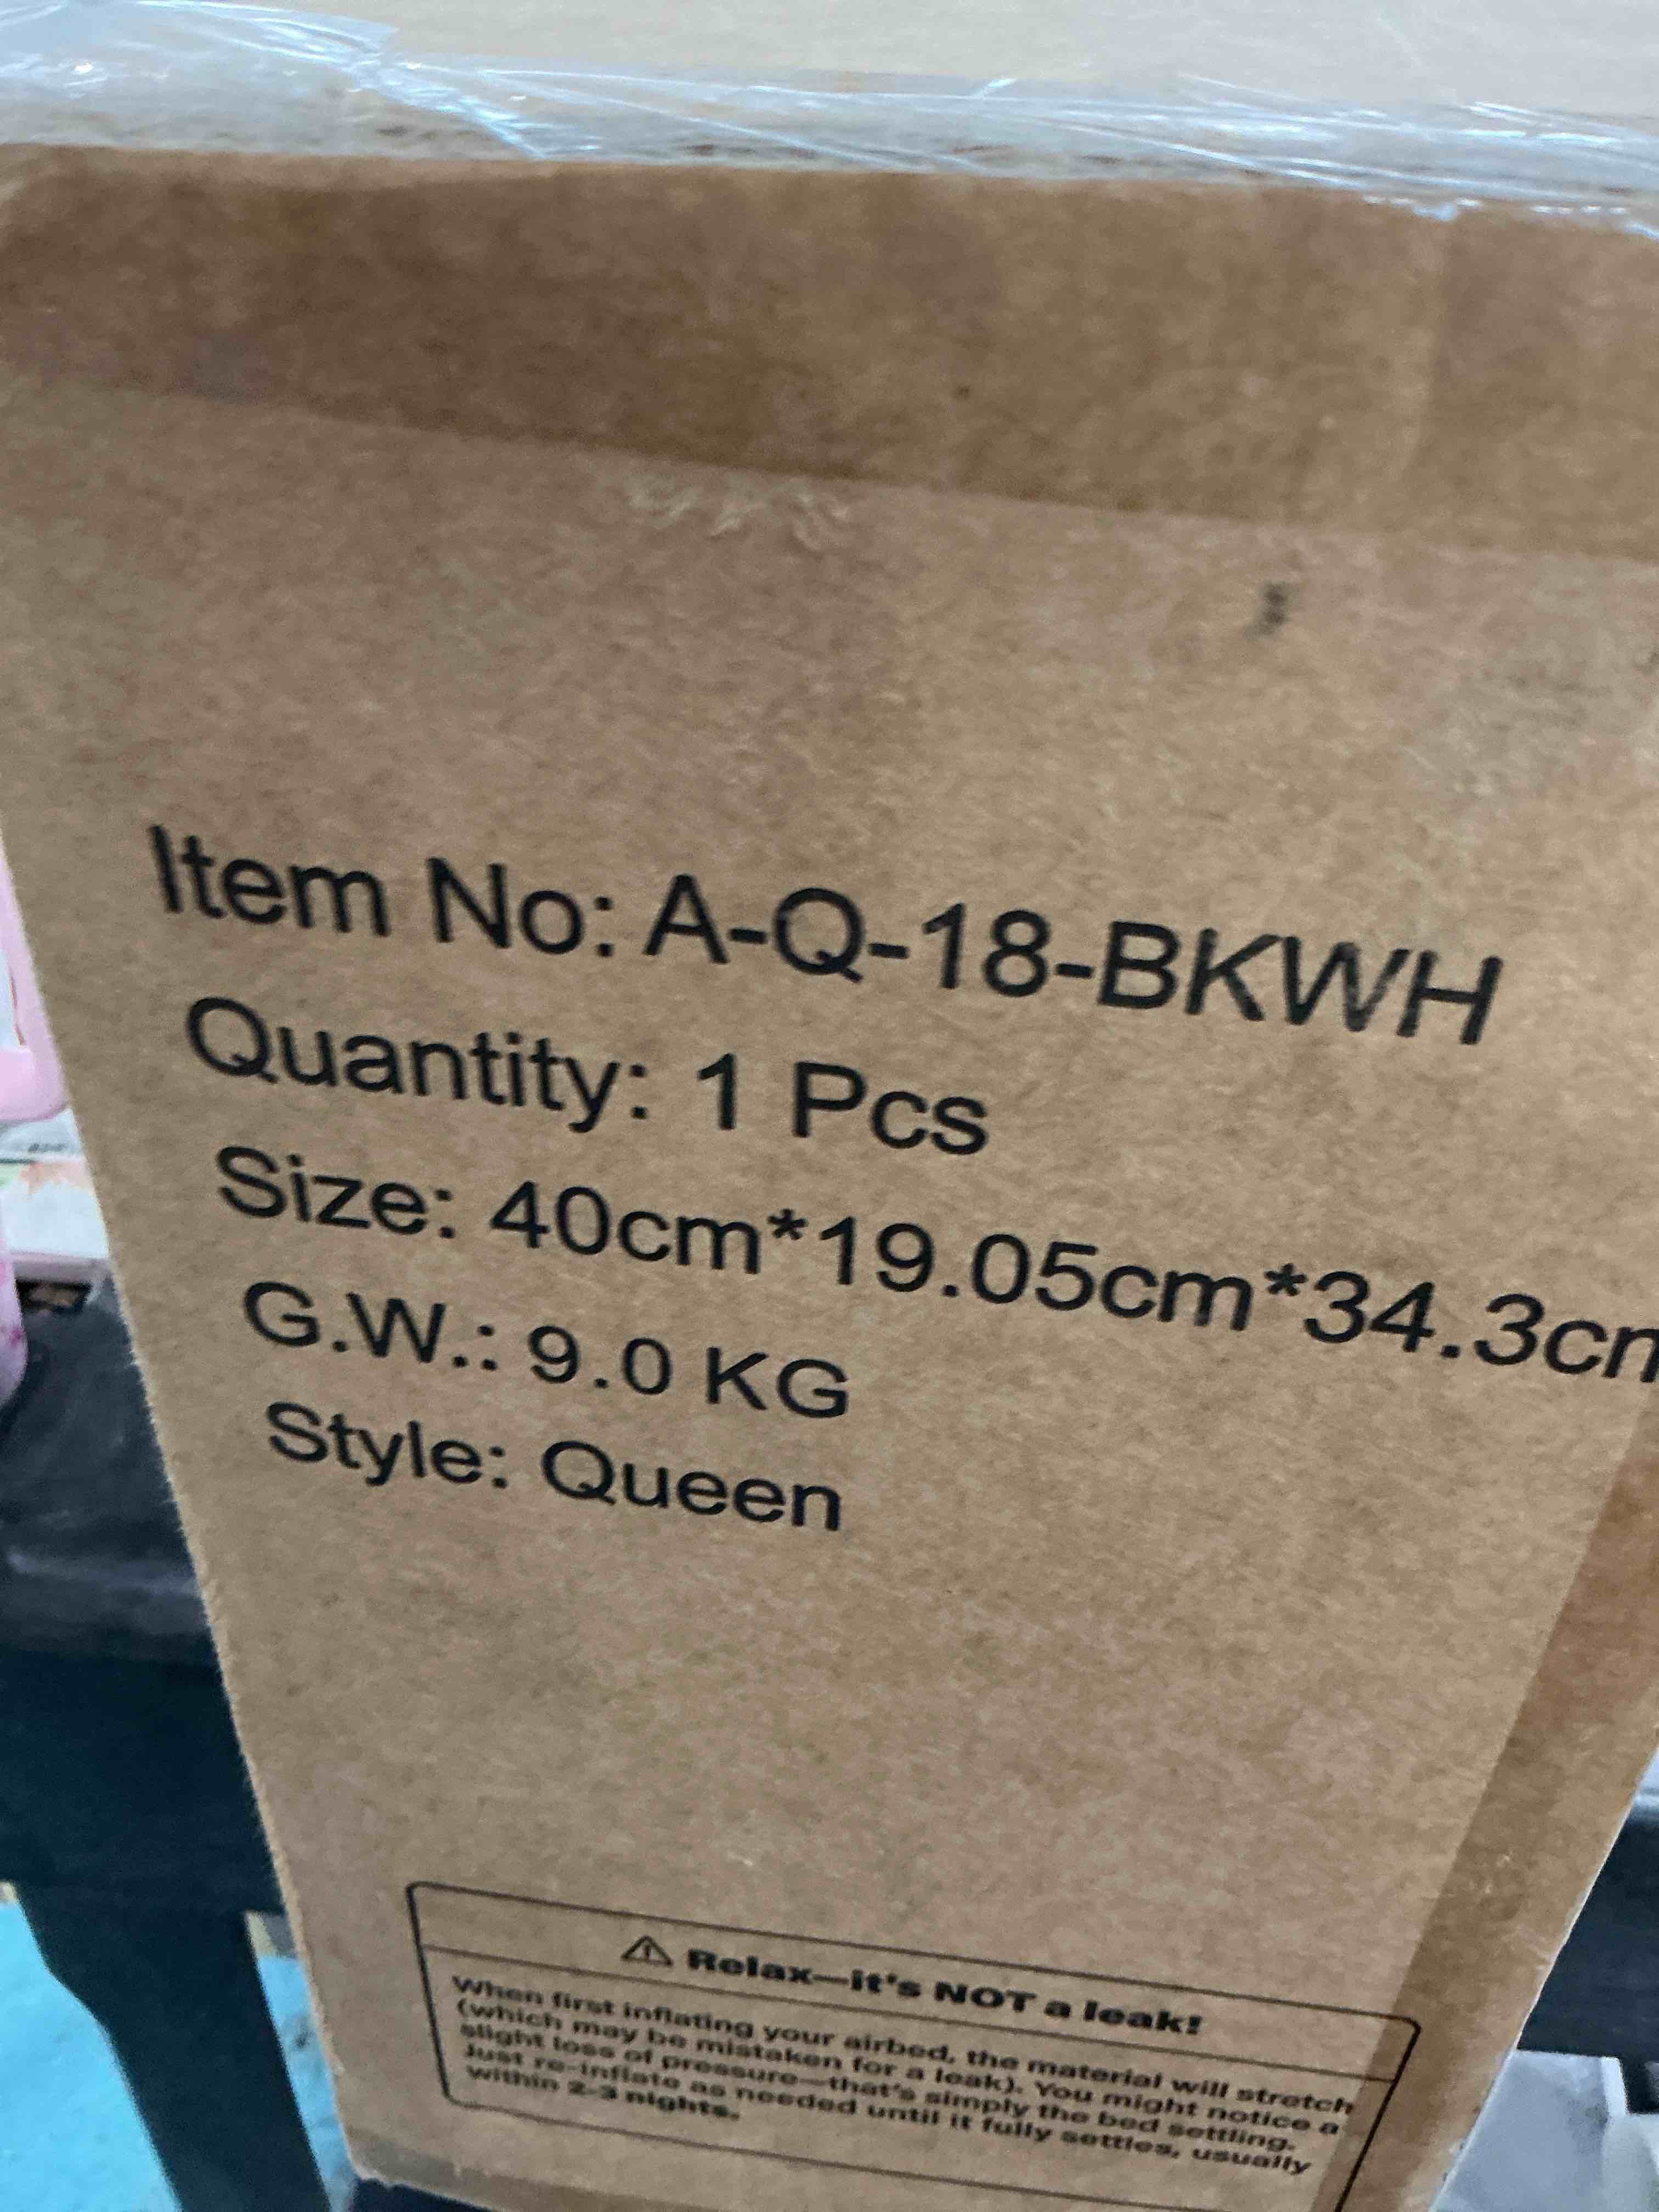 Item No: A-Q-18-BKWH
Quantity: 1 Pcs
Size: 40cm*19.05cm*34.3cm
G.W.: 9.0 KG
Style: Queen
⚠ Relax—it's NOT a leak!
When first inflating your airbed, the material will stretch
(which may be mistaken for a leak). You might notice a
slight loss of pressure—that's simply the bed settling.
Just re-inflate as needed until it fully settles, usually
within 2-3 nights.